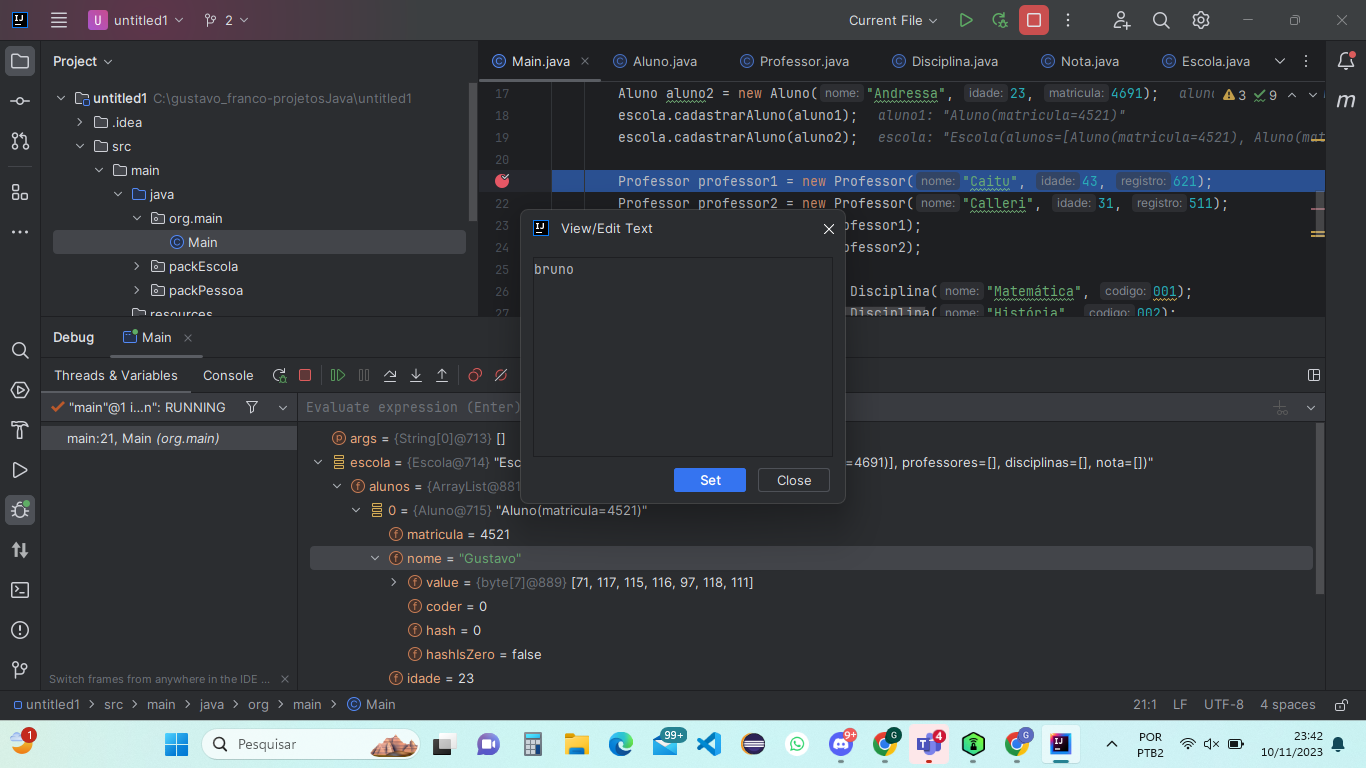 U untitled1 2 Current File
Project
Main.java Aluno.java Professor.java Disciplina.java Nota.java Escola.java
untitled1 C:\gustavo_franco-projetosJava\untitled1
.idea
src
main
java
org.main
Main
packEscola
packPessoa
resources
17 Aluno aluno2 = new Aluno( nome: "Andressa", idade: 23, matricula: 4691); 3 9
18 escola.cadastrarAluno(aluno1); aluno1: "Aluno(matricula=4521)"
19 escola.cadastrarAluno(aluno2); escola: "Escola(alunos=[Aluno(matricula=4521), Aluno(mat
20
Professor professor1 = new Professor( nome: "Caitu", idade: 43, registro: 621);
22 Professor professor2 = new Professor( nome: "Calleri", idade: 31, registro: 511);
23 ofessor1);
24 ofessor2);
25
26 Disciplina( nome: "Matemática", codigo: 001);
27 Disciplina( nome: "História", codigo: 002);
View/Edit Text
bruno
Set Close
Debug Main
Threads & Variables Console
"main"@1 i...n": RUNNING
Evaluate expression (Enter)
main:21, Main (org.main)
args = {String[0]@713} []
escola = {Escola@714} "Esc =4691)], professores=[], disciplinas=[], nota=[])"
alunos = {ArrayList@881
0 = {Aluno@715} "Aluno(matricula=4521)"
matricula = 4521
nome = "Gustavo"
value = {byte[7]@889} [71, 117, 115, 116, 97, 118, 111]
coder = 0
hash = 0
hashIsZero = false
idade = 23
Switch frames from anywhere in the IDE ...
untitled1 > src > main > java > org > main > Main 21:1 LF UTF-8 4 spaces
1 Pesquisar 99+ 9+ G 4 G POR PTB2 23:42 10/11/2023